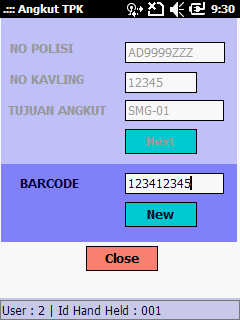 .:::: Angkut TPK 9:30
NO POLISI AD9999ZZZ
NO KAVLING 12345
TUJUAN ANGKUT SMG-01
Next
BARCODE 123412345
New
Close
User : 2 | Id Hand Held : 001